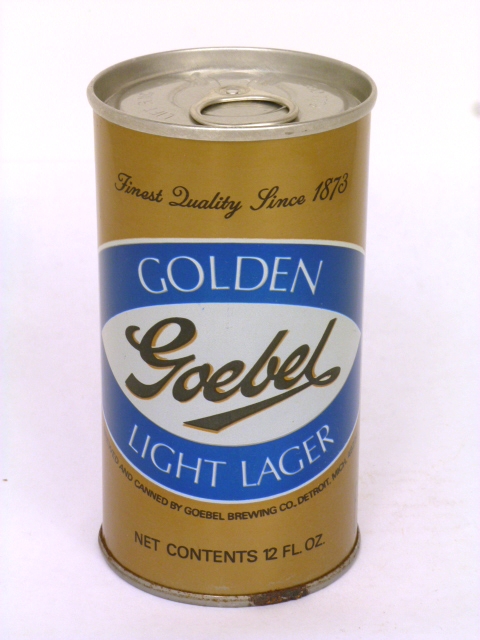 Finest Quality Since 1873
GOLDEN
Goebel
LIGHT LAGER
AND CANNED BY GOEBEL BREWING CO., DETROIT, MICH.
NET CONTENTS 12 FL. OZ.